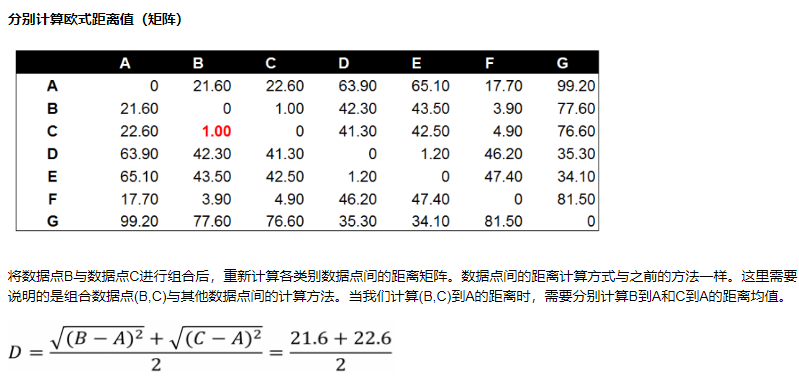 分别计算欧式距离值（矩阵）
A B C D E F G
A 0 21.60 22.60 63.90 65.10 17.70 99.20
B 21.60 0 1.00 42.30 43.50 3.90 77.60
C 22.60 1.00 0 41.30 42.50 4.90 76.60
D 63.90 42.30 41.30 0 1.20 46.20 35.30
E 65.10 43.50 42.50 1.20 0 47.40 34.10
F 17.70 3.90 4.90 46.20 47.40 0 81.50
G 99.20 77.60 76.60 35.30 34.10 81.50 0
将数据点B与数据点C进行组合后，重新计算各类别数据点间的距离矩阵。数据点间的距离计算方式与之前的方法一样。这里需要
说明的是组合数据点(B,C)与其他数据点间的计算方法。当我们计算(B,C)到A的距离时，需要分别计算B到A和C到A的距离均值。
D = (√(B − A)² + √(C − A)²) / 2 = (21.6 + 22.6) / 2